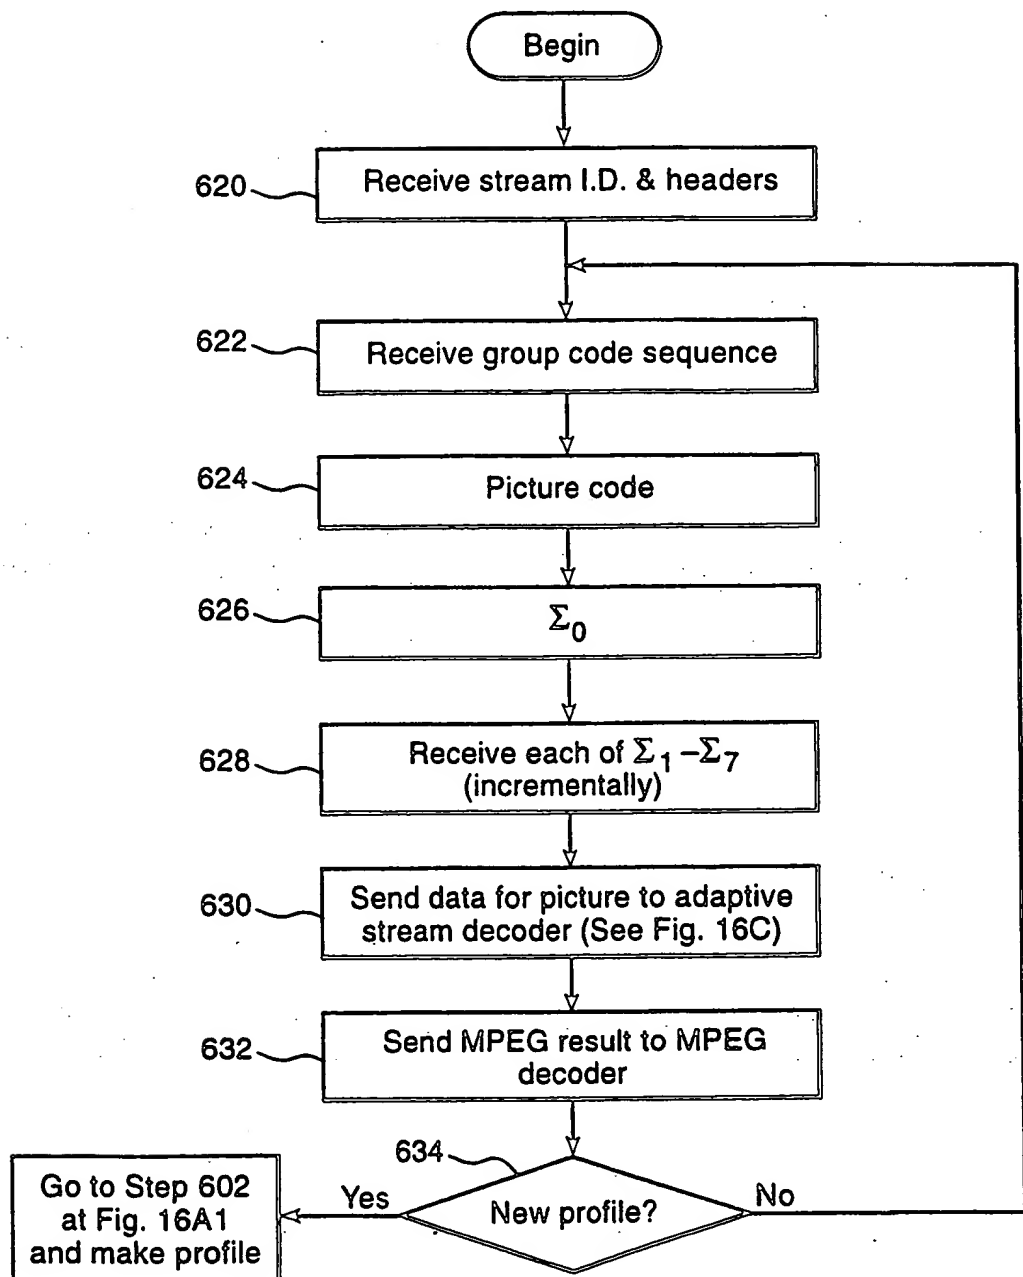 Begin
620
Receive stream I.D. & headers
622
Receive group code sequence
624
Picture code
626
Σ0
628
Receive each of Σ1 –Σ7
(incrementally)
630
Send data for picture to adaptive
stream decoder (See Fig. 16C)
632
Send MPEG result to MPEG
decoder
634
New profile?
Yes
No
Go to Step 602
at Fig. 16A1
and make profile